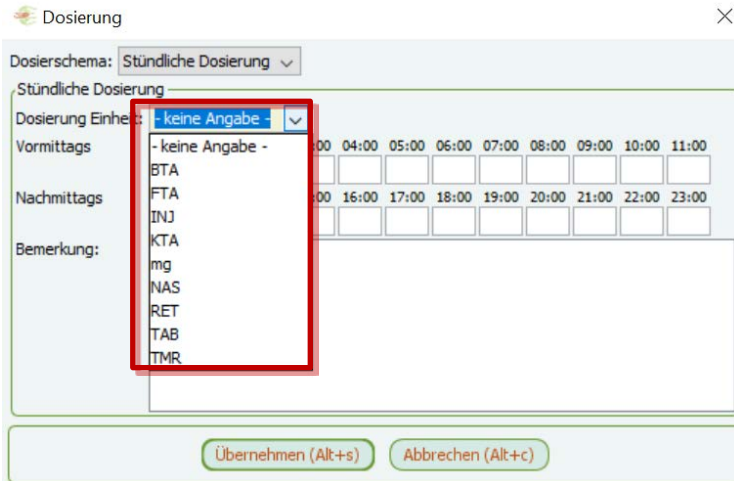 Dosierung
Dosierschema: Stündliche Dosierung
Stündliche Dosierung
Dosierung Einheit: - keine Angabe -
- keine Angabe -
Vormittags :00 04:00 05:00 06:00 07:00 08:00 09:00 10:00 11:00
BTA
Nachmittags FTA :00 16:00 17:00 18:00 19:00 20:00 21:00 22:00 23:00
INJ
Bemerkung: KTA
mg
NAS
RET
TAB
TMR
Übernehmen (Alt+s) Abbrechen (Alt+c)